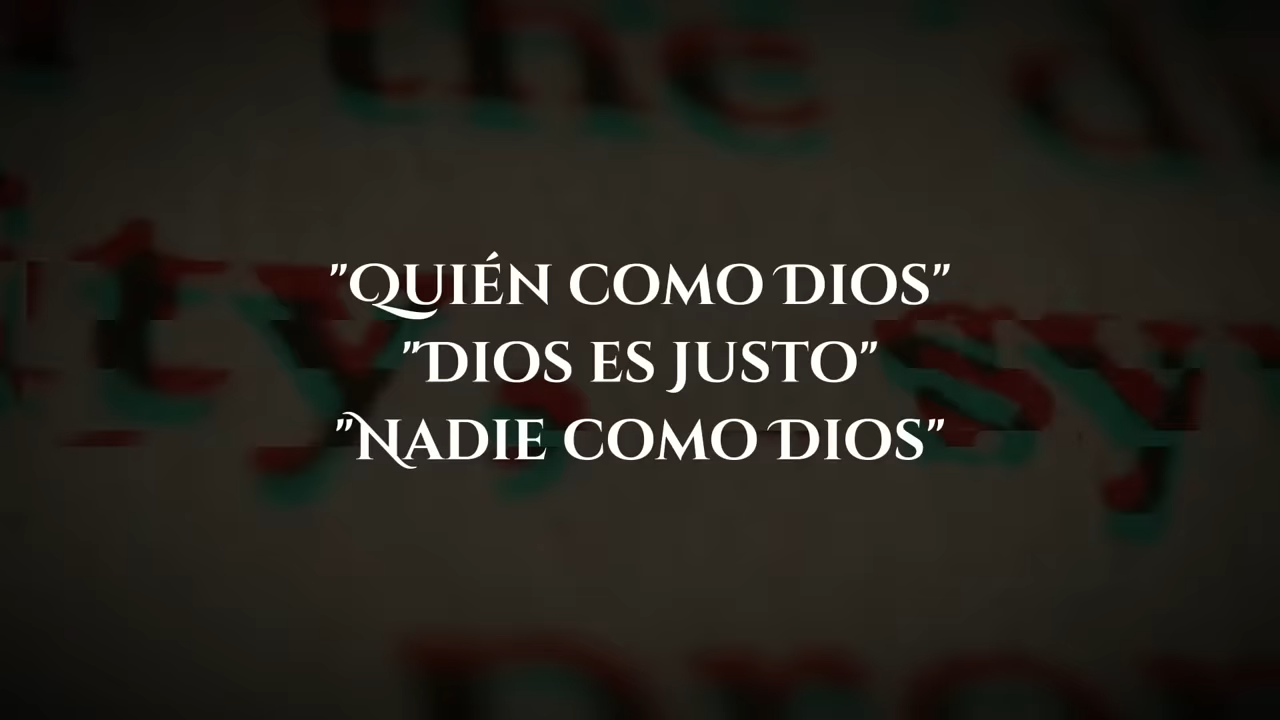 "QUIÉN COMO DIOS"
"DIOS ES JUSTO"
"NADIE COMO DIOS"